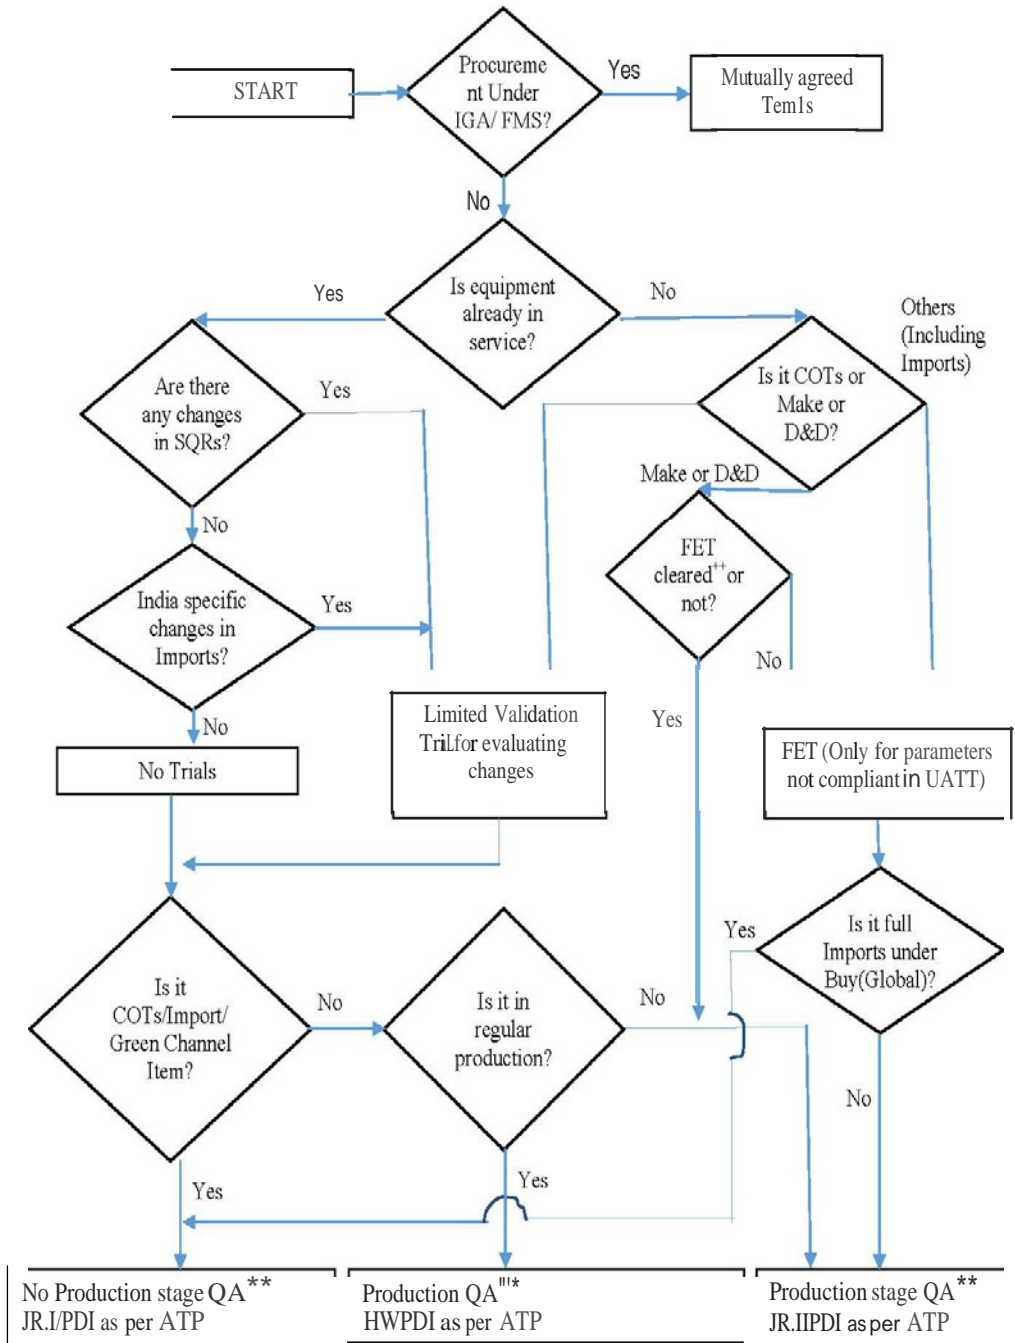 START
Procureme
nt Under
IGA/ FMS?
Yes
Mutually agreed
Tem1s
No
Is equipment
already in
service?
Yes
No
Others
(Including
Imports)
Are there
any changes
in SQRs?
Yes
Is it COTs or
Make or
D&D?
Make or D&D
No
FET
cleared++ or
not?
India specific
changes in
Imports?
Yes
No
No
Yes
Limited Validation
TriLfor evaluating
changes
FET (Only for parameters
not compliant in UATT)
No Trials
Yes
Is it full
Imports under
Buy(Global)?
Is it
COTs/Import/
Green Channel
Item?
No
Is it in
regular
production?
No
No
Yes
Yes
No Production stage QA**
JR.I/PDI as per ATP
Production QA"'*
HWPDI as per ATP
Production stage QA**
JR.IIPDI as per ATP